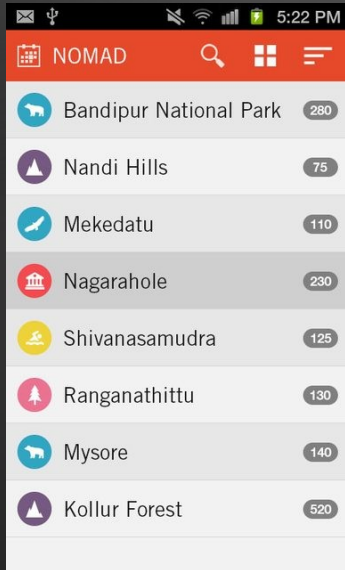 5:22 PM
NOMAD
Bandipur National Park 280
Nandi Hills 75
Mekedatu 110
Nagarahole 230
Shivanasamudra 125
Ranganathittu 130
Mysore 140
Kollur Forest 520